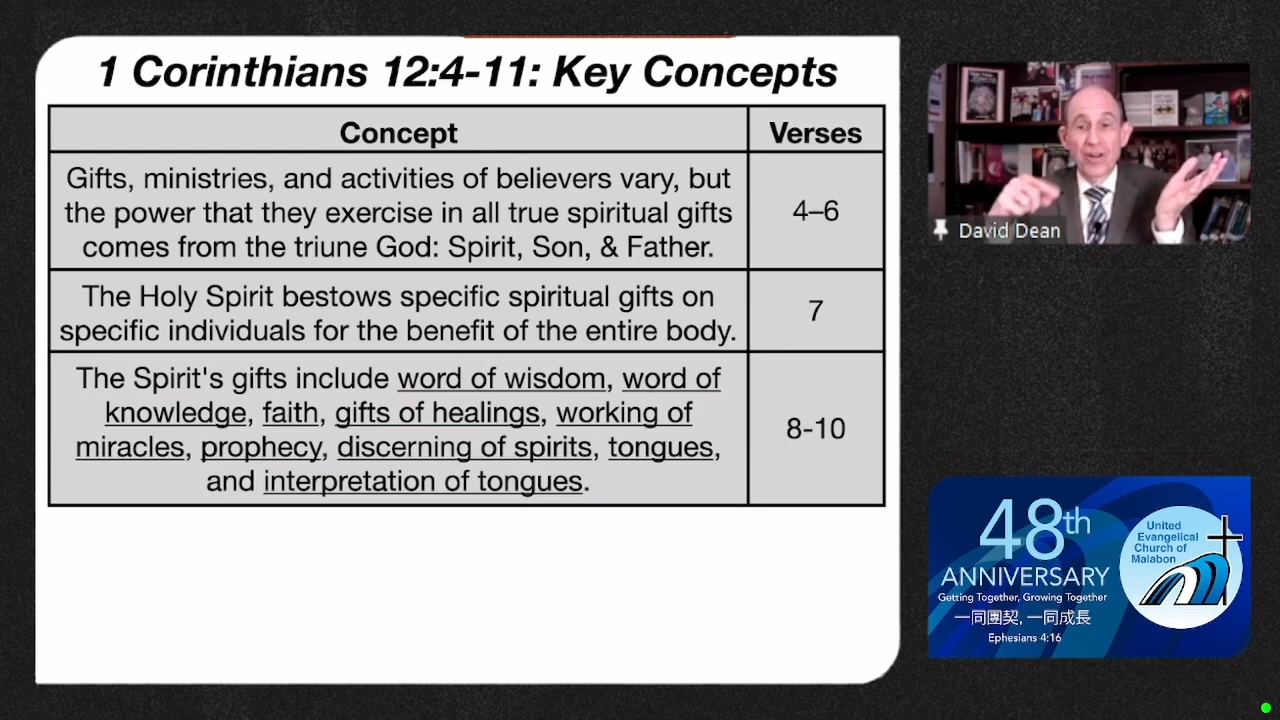 1 Corinthians 12:4-11: Key Concepts
Concept
Verses
Gifts, ministries, and activities of believers vary, but
the power that they exercise in all true spiritual gifts
comes from the triune God: Spirit, Son, & Father.
4–6
The Holy Spirit bestows specific spiritual gifts on
specific individuals for the benefit of the entire body.
7
The Spirit's gifts include word of wisdom, word of
knowledge, faith, gifts of healings, working of
miracles, prophecy, discerning of spirits, tongues,
and interpretation of tongues.
8-10
David Dean
48th
ANNIVERSARY
Getting Together, Growing Together
一同團契, 一同成長
Ephesians 4:16
United
Evangelical
Church of
Malabon